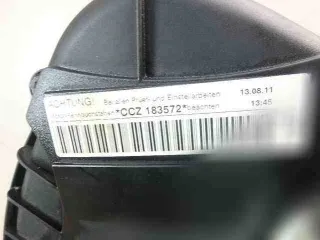 ACHTUNG! Bei allen Pruef- und Einstellarbeiten 13.08.11
*CCZ 183572* beachten 13:45